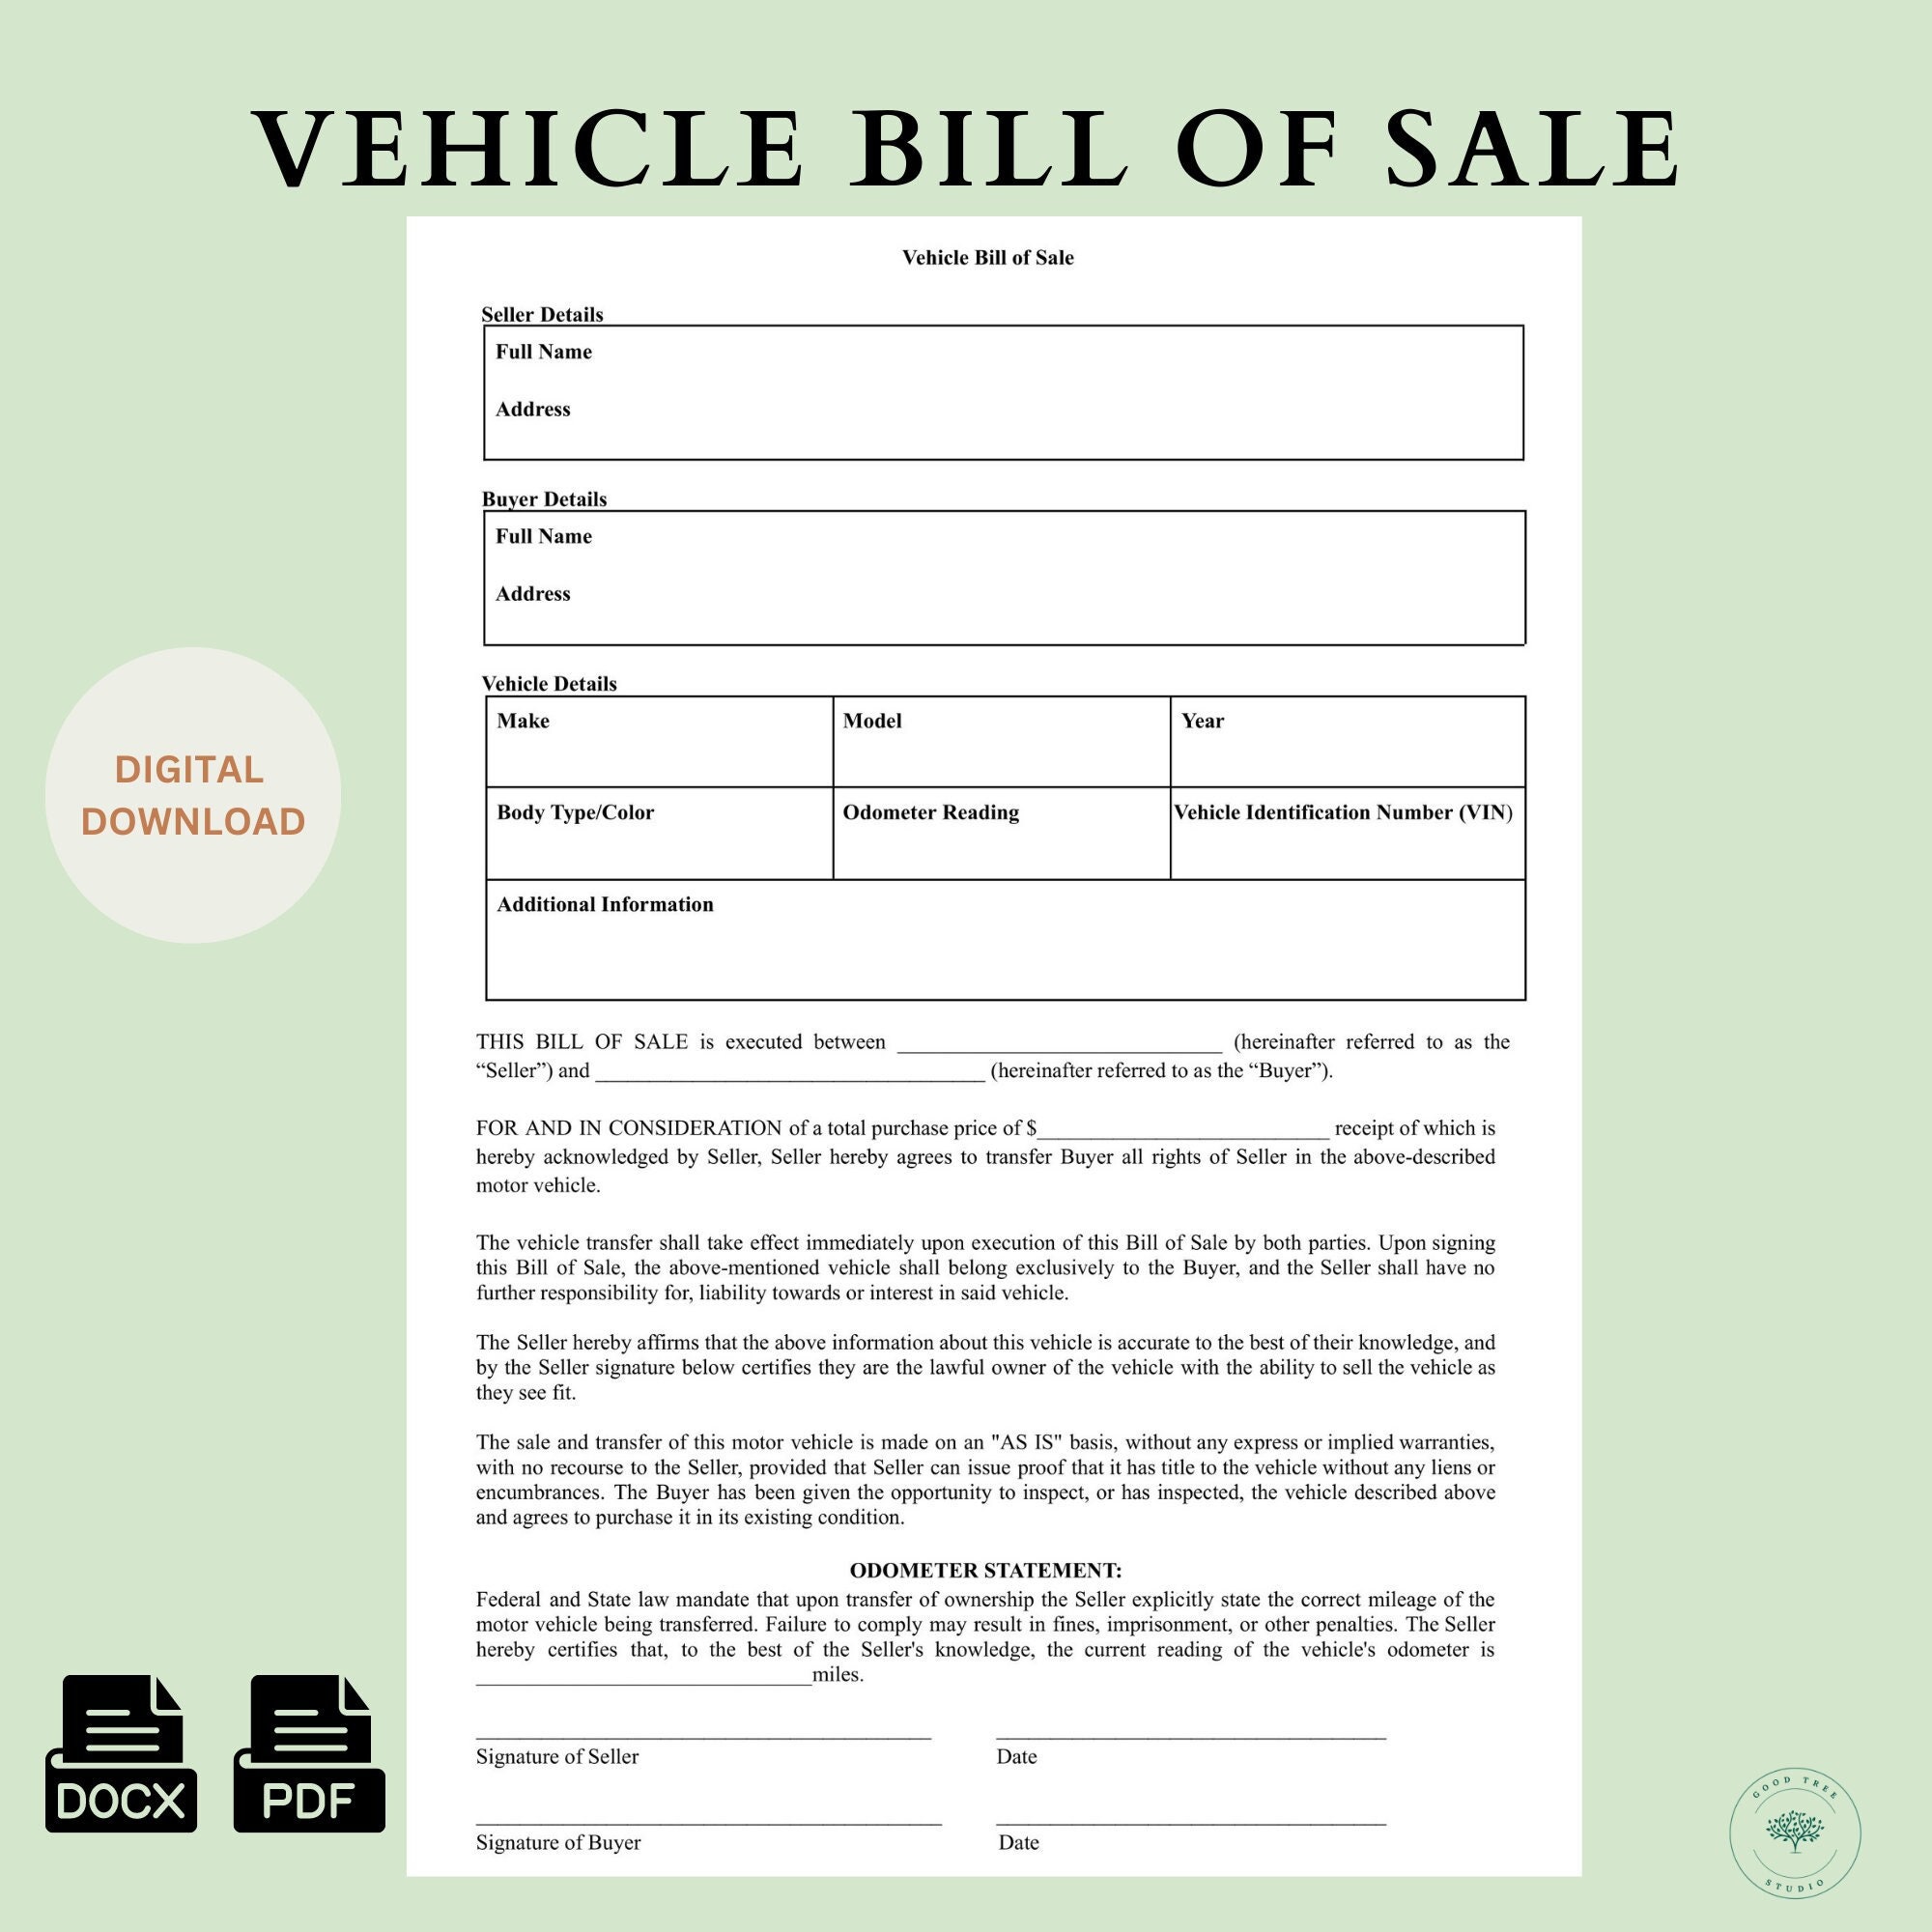 VEHICLE BILL OF SALE
Vehicle Bill of Sale
Seller Details
Full Name
Address
Buyer Details
Full Name
Address
Vehicle Details
Make
Model
Year
Body Type/Color
Odometer Reading
Vehicle Identification Number (VIN)
Additional Information
THIS BILL OF SALE is executed between ______________________________ (hereinafter referred to as the
“Seller”) and ____________________________________ (hereinafter referred to as the “Buyer”).
FOR AND IN CONSIDERATION of a total purchase price of $___________________________ receipt of which is
hereby acknowledged by Seller, Seller hereby agrees to transfer Buyer all rights of Seller in the above-described
motor vehicle.
The vehicle transfer shall take effect immediately upon execution of this Bill of Sale by both parties. Upon signing
this Bill of Sale, the above-mentioned vehicle shall belong exclusively to the Buyer, and the Seller shall have no
further responsibility for, liability towards or interest in said vehicle.
The Seller hereby affirms that the above information about this vehicle is accurate to the best of their knowledge, and
by the Seller signature below certifies they are the lawful owner of the vehicle with the ability to sell the vehicle as
they see fit.
The sale and transfer of this motor vehicle is made on an "AS IS" basis, without any express or implied warranties,
with no recourse to the Seller, provided that Seller can issue proof that it has title to the vehicle without any liens or
encumbrances. The Buyer has been given the opportunity to inspect, or has inspected, the vehicle described above
and agrees to purchase it in its existing condition.
ODOMETER STATEMENT:
Federal and State law mandate that upon transfer of ownership the Seller explicitly state the correct mileage of the
motor vehicle being transferred. Failure to comply may result in fines, imprisonment, or other penalties. The Seller
hereby certifies that, to the best of the Seller's knowledge, the current reading of the vehicle's odometer is
_______________________________miles.
Signature of Seller
Date
Signature of Buyer
Date
DIGITAL
DOWNLOAD
DOCX
PDF
GOOD TREE
STUDIO